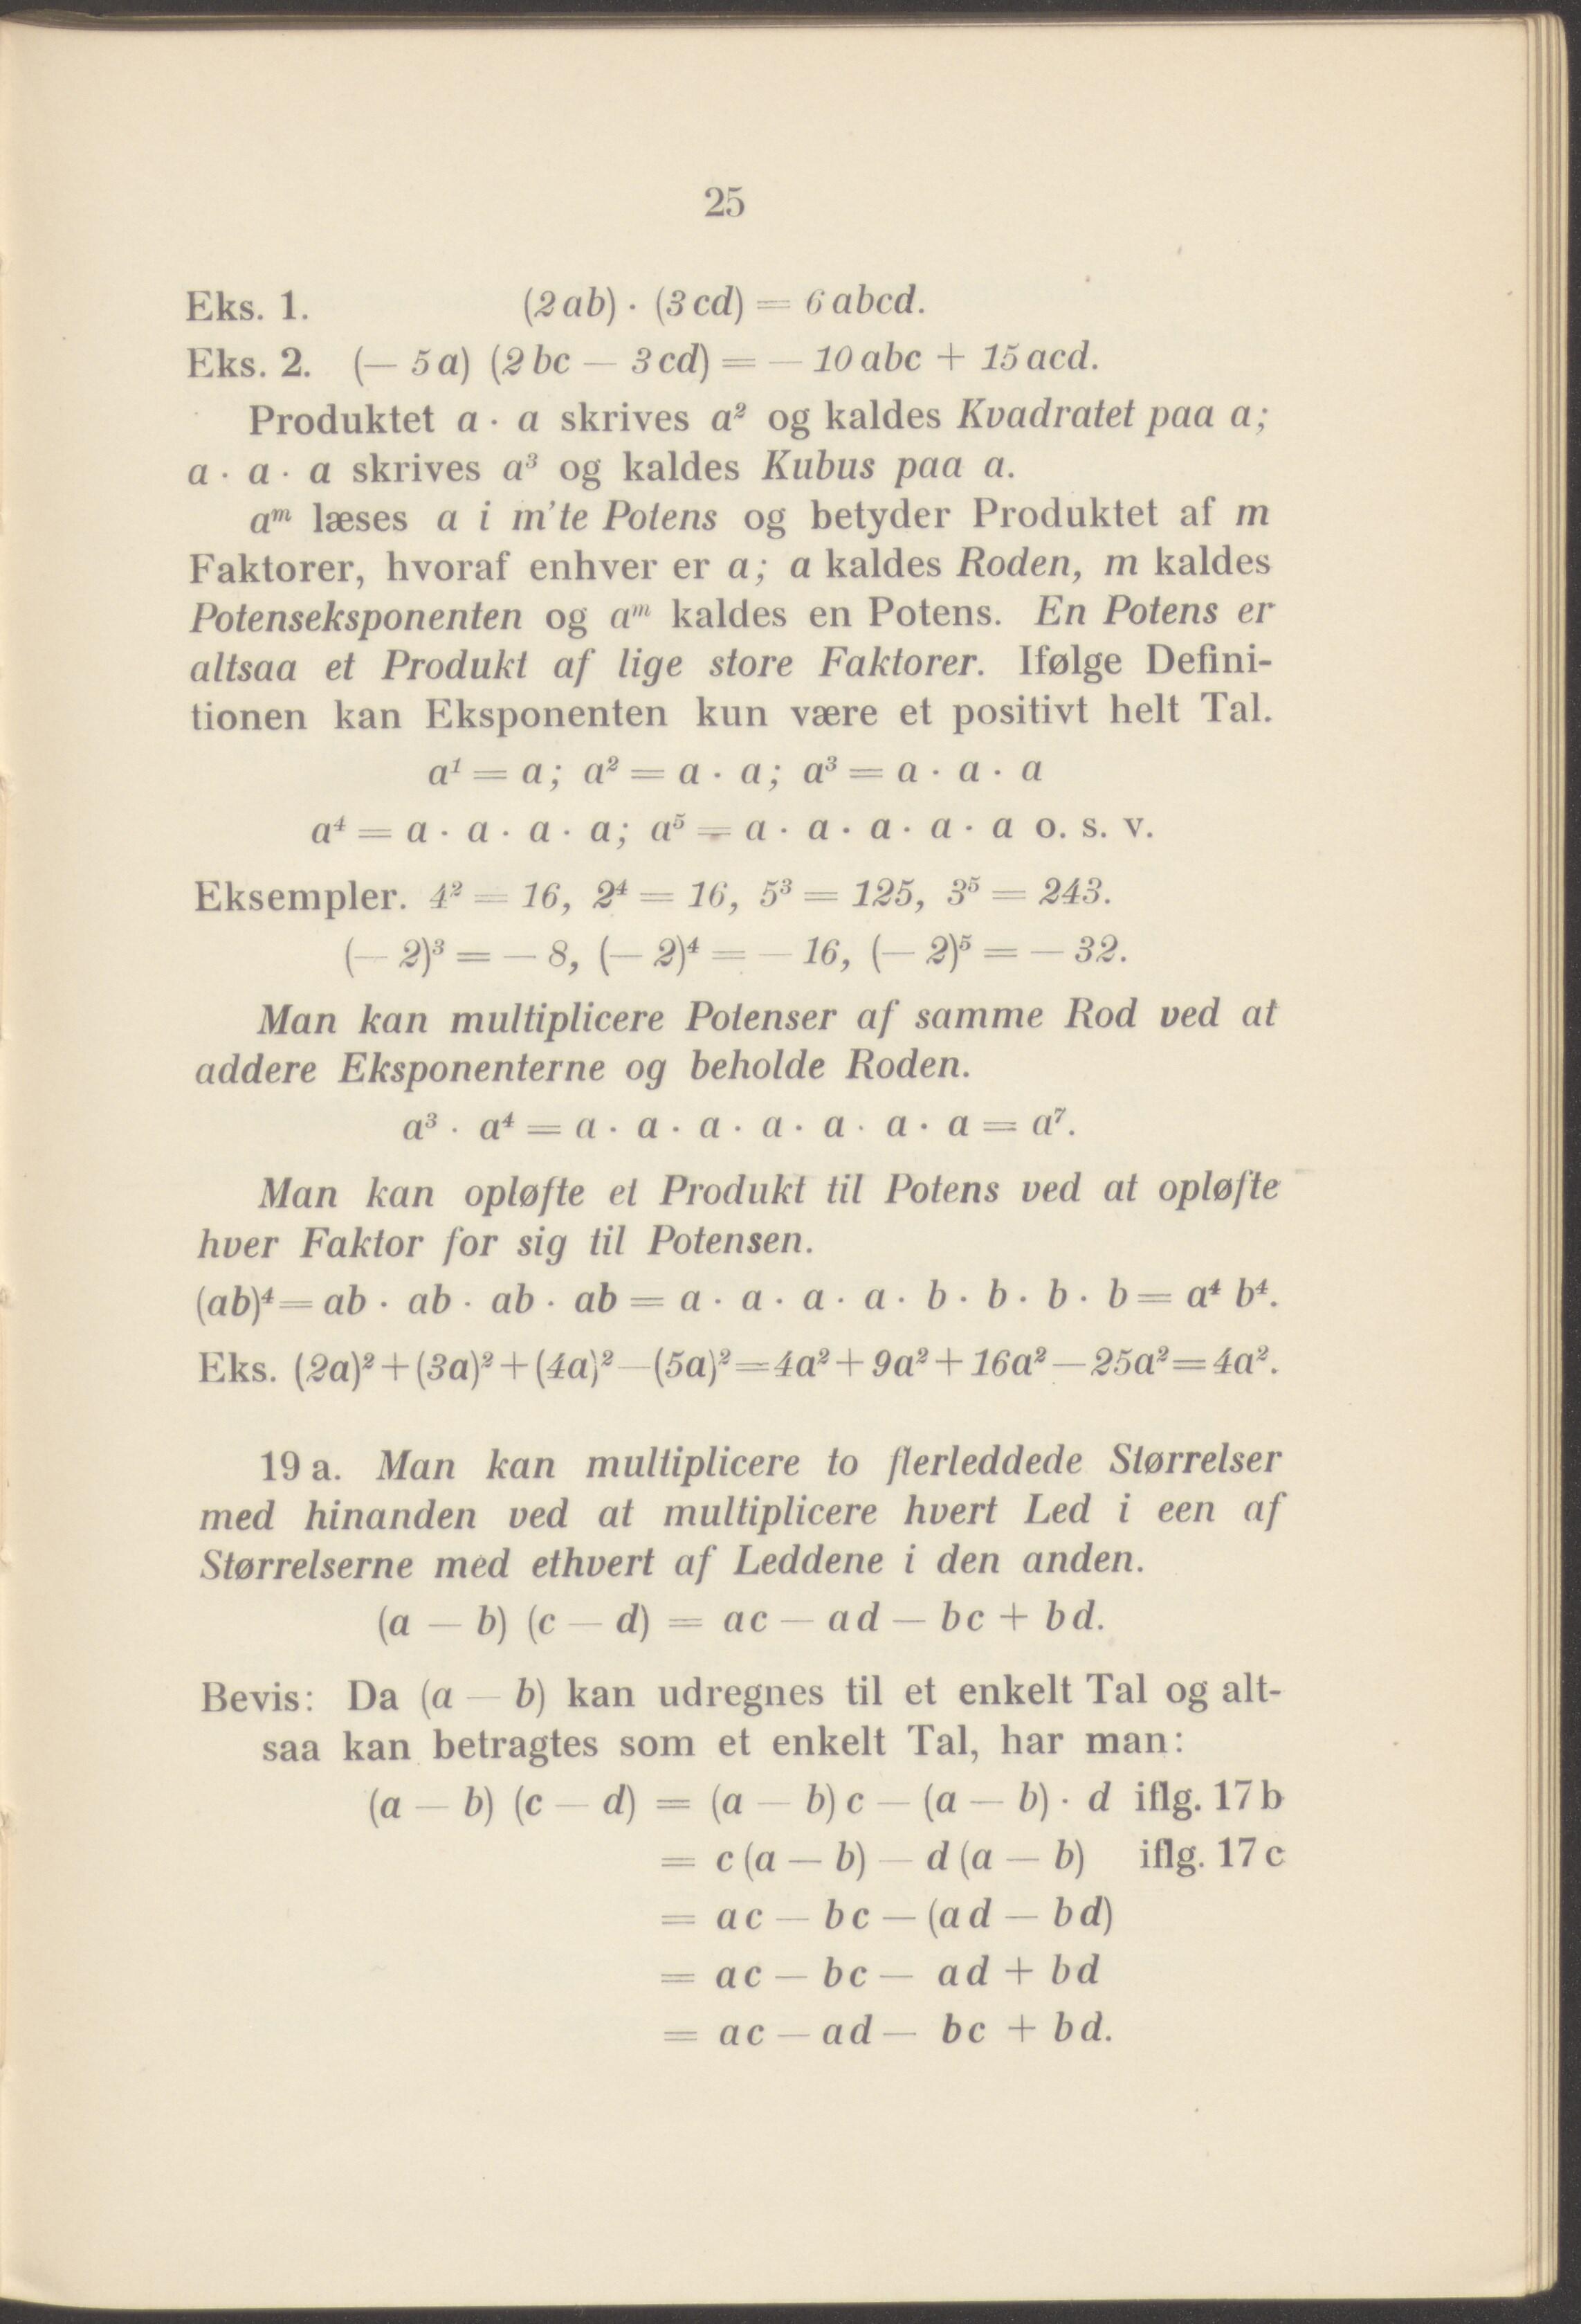 25
Eks. 1. (2ab) · (3cd) = 6abcd.
Eks. 2. (— 5a) (2bc — 3cd) = — 10abc + 15acd.
Produktet a · a skrives a² og kaldes Kvadratet paa a;
a · a · a skrives a³ og kaldes Kubus paa a.
aᵐ læses a i m'te Potens og betyder Produktet af m
Faktorer, hvoraf enhver er a; a kaldes Roden, m kaldes
Potenseksponenten og aᵐ kaldes en Potens. En Potens er
altsaa et Produkt af lige store Faktorer. Ifølge Defini-
tionen kan Eksponenten kun være et positivt helt Tal.
a¹ = a; a² = a · a; a³ = a · a · a
a⁴ = a · a · a · a; a⁵ = a · a · a · a · a o. s. v.
Eksempler. 4² = 16, 2⁴ = 16, 5³ = 125, 3⁵ = 243.
(— 2)³ = — 8, (— 2)⁴ = — 16, (— 2)⁵ = — 32.
Man kan multiplicere Potenser af samme Rod ved at
addere Eksponenterne og beholde Roden.
a³ · a⁴ = a · a · a · a · a · a · a = a⁷.
Man kan opløfte et Produkt til Potens ved at opløfte
hver Faktor for sig til Potensen.
(ab)⁴ = ab · ab · ab · ab = a · a · a · a · b · b · b · b = a⁴ b⁴.
Eks. (2a)² + (3a)² + (4a)² — (5a)² = 4a² + 9a² + 16a² — 25a² = 4a².
19 a. Man kan multiplicere to flerleddede Størrelser
med hinanden ved at multiplicere hvert Led i een af
Størrelserne med ethvert af Leddene i den anden.
(a — b) (c — d) = ac — ad — bc + bd.
Bevis: Da (a — b) kan udregnes til et enkelt Tal og alt-
saa kan betragtes som et enkelt Tal, har man:
(a — b) (c — d) = (a — b) c — (a — b) · d iflg. 17 b
= c (a — b) — d (a — b) iflg. 17 c
= ac — bc — (ad — bd)
= ac — bc — ad + bd
= ac — ad — bc + bd.